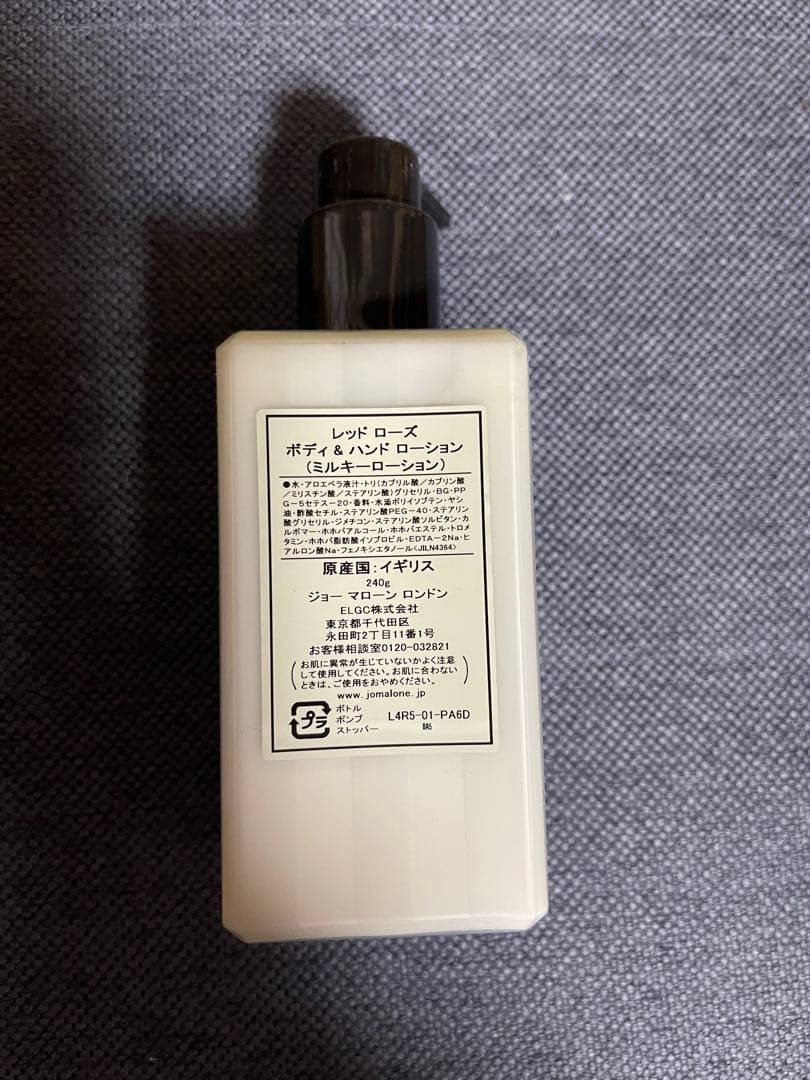 レッド ローズ
ボディ & ハンド ローション
(ミルキーローション)
●水・アロエベラ液汁・トリ(カプリル酸/カプリン酸
/ミリスチン酸/ステアリン酸)グリセリル・BG・PP
G-5セテス-20・香料・水添ポリイソブテン・ヤシ
油・酢酸セチル・ステアリン酸PEG-40・ステアリン
酸グリセリル・ジメチコン・ステアリン酸ソルビタン・カ
ルボマー・ホホバアルコール・ホホバエステル・トロメ
タミン・ホホバ脂肪酸イソプロピル・EDTA-2Na・ヒ
アルロン酸Na・フェノキシエタノール<JILN4364>
原産国:イギリス
240g
ジョー マローン ロンドン
ELGC株式会社
東京都千代田区
永田町2丁目11番1号
お客様相談室0120-032821
(お肌に異常が生じていないかよく注意
して使用してください。お肌に合わない
ときは、ご使用をおやめください。)
www.jomalone.jp
プラ
ボトル
ポンプ
ストッパー
L4R5-01-PA6D